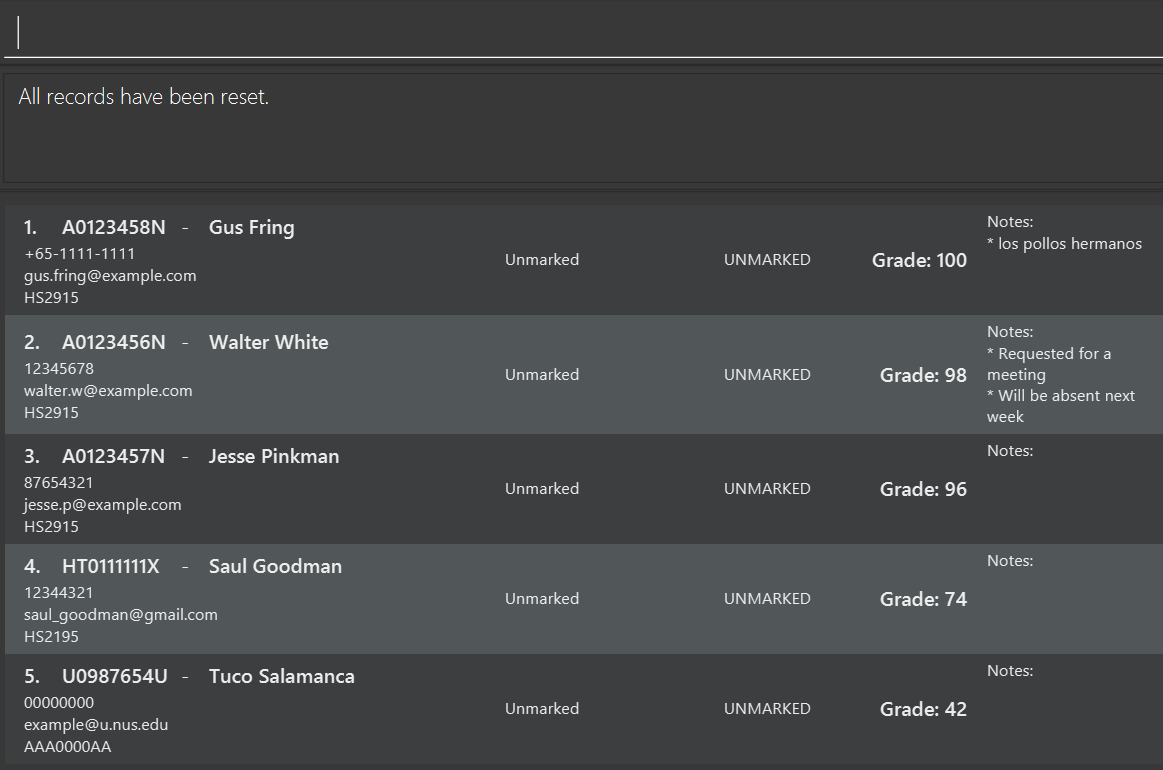 All records have been reset.
1. A0123458N - Gus Fring
+65-1111-1111
gus.fring@example.com
HS2915
Unmarked
UNMARKED
Grade: 100
Notes:
* los pollos hermanos
2. A0123456N - Walter White
12345678
walter.w@example.com
HS2915
Unmarked
UNMARKED
Grade: 98
Notes:
* Requested for a
meeting
* Will be absent next
week
3. A0123457N - Jesse Pinkman
87654321
jesse.p@example.com
HS2915
Unmarked
UNMARKED
Grade: 96
Notes:
4. HT0111111X - Saul Goodman
12344321
saul_goodman@gmail.com
HS2195
Unmarked
UNMARKED
Grade: 74
Notes:
5. U0987654U - Tuco Salamanca
00000000
example@u.nus.edu
AAA0000AA
Unmarked
UNMARKED
Grade: 42
Notes: